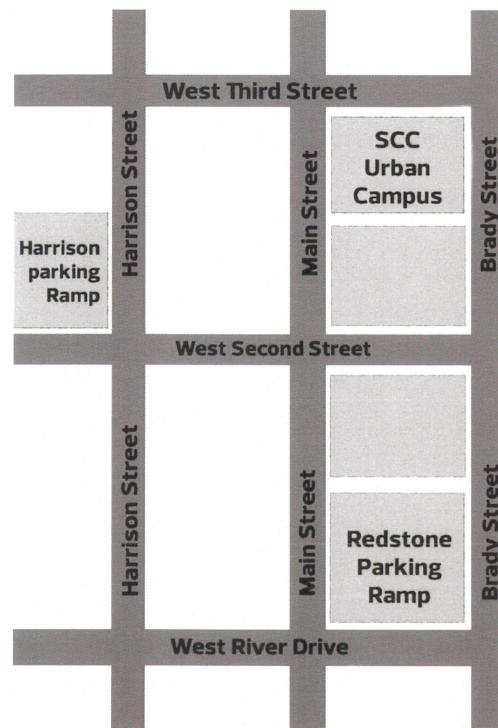 West Third Street
SCC
Urban
Campus
Harrison Street
Main Street
Brady Street
Harrison
parking
Ramp
West Second Street
Harrison Street
Main Street
Brady Street
Redstone
Parking
Ramp
West River Drive